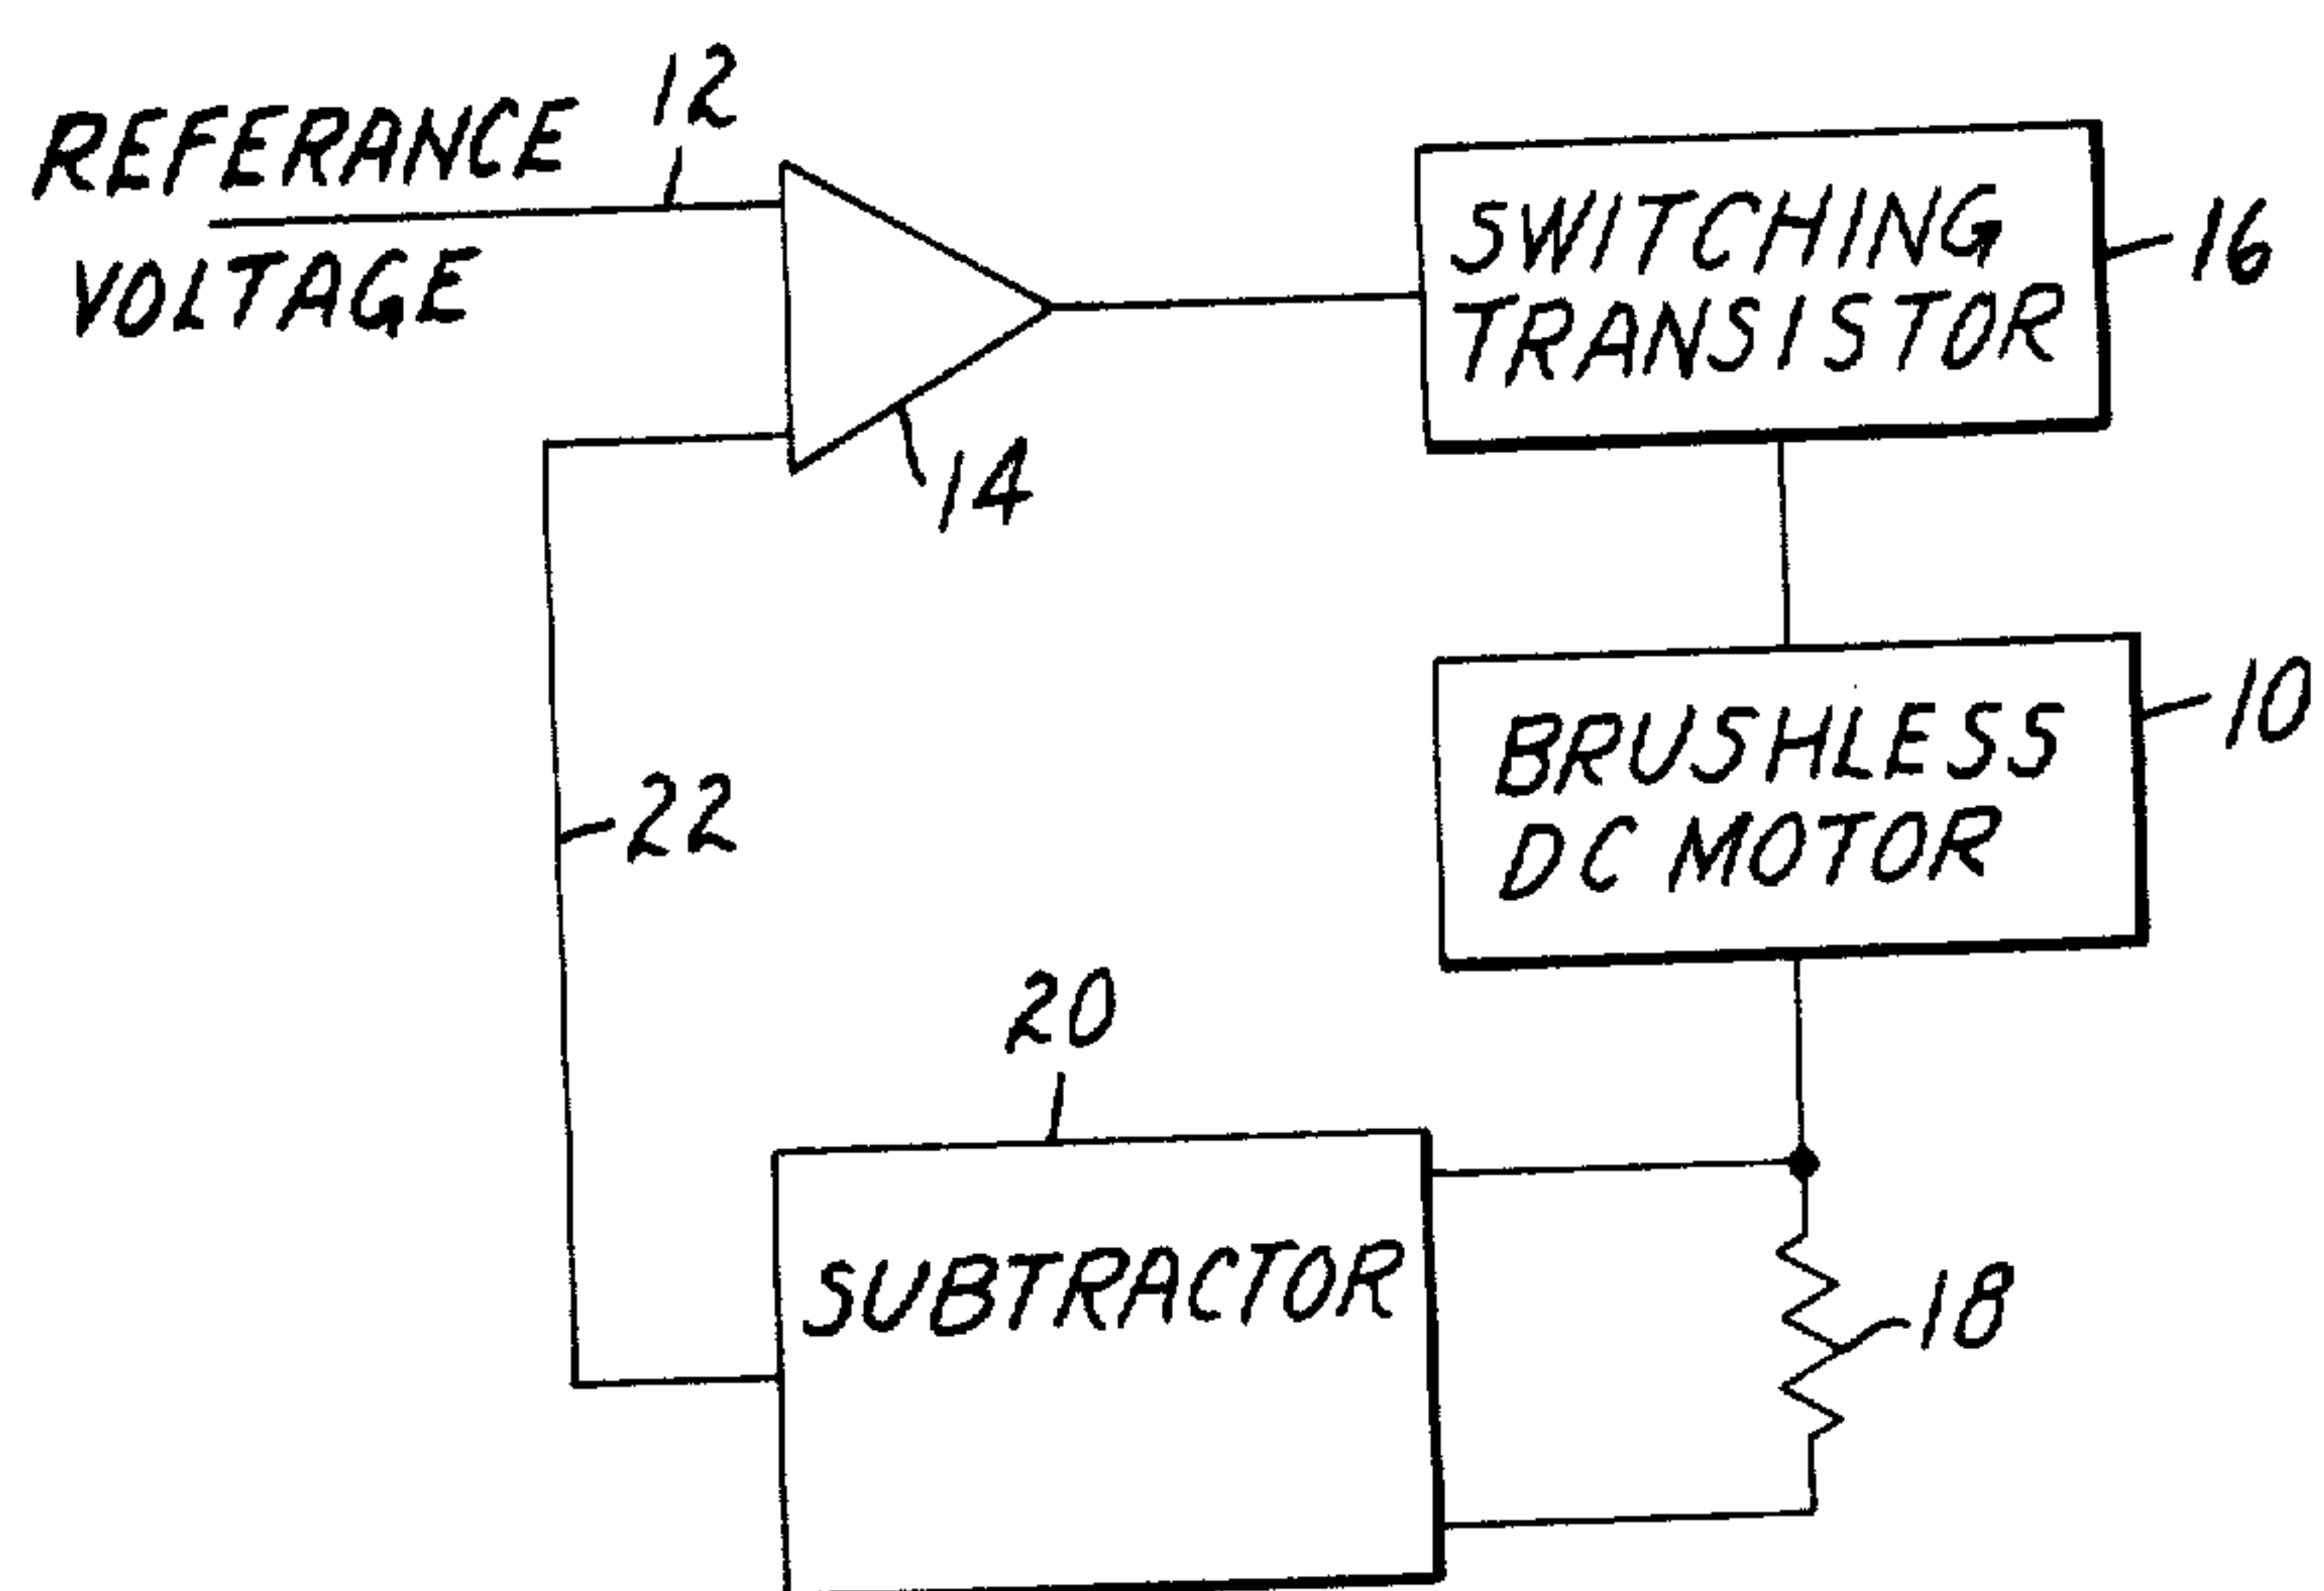 12
REFERANCE
VOLTAGE
14
SWITCHING
TRANSISTOR
16
BRUSHLESS
DC MOTOR
10
22
20
SUBTRACTOR
18